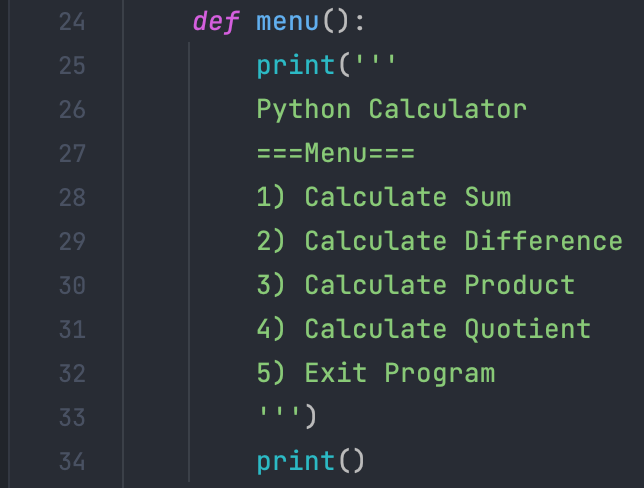 24 def menu():
25 print('''
26 Python Calculator
27 ===Menu===
28 1) Calculate Sum
29 2) Calculate Difference
30 3) Calculate Product
31 4) Calculate Quotient
32 5) Exit Program
33 ''')
34 print()